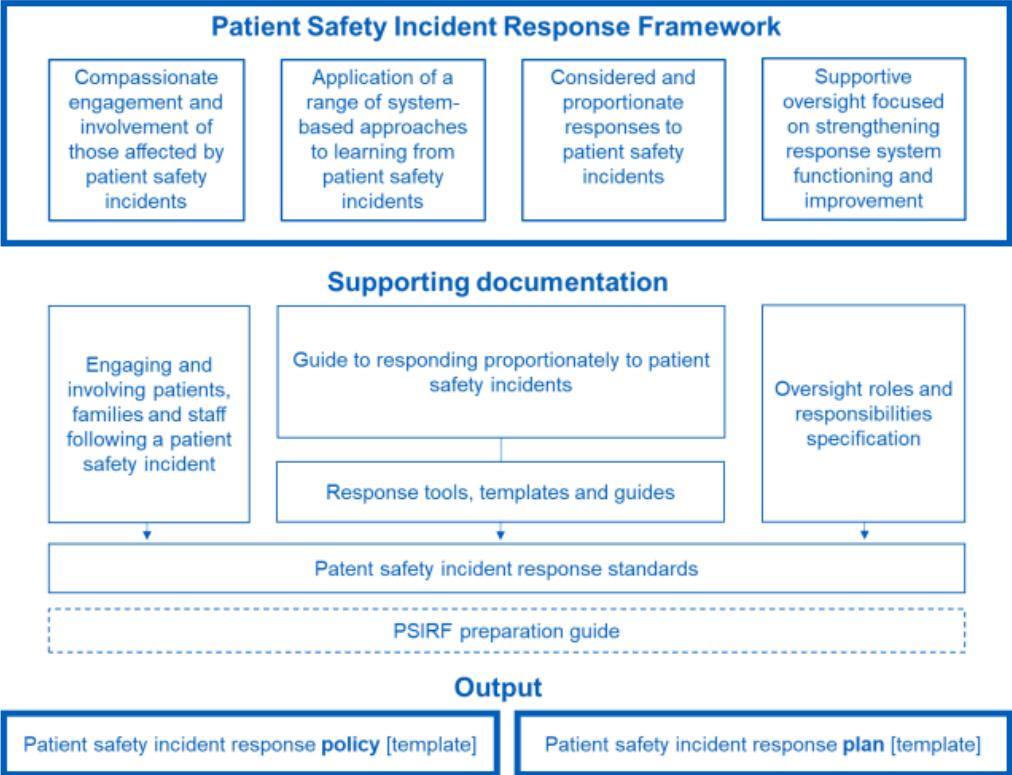 Patient Safety Incident Response Framework
Compassionate
engagement and
involvement of
those affected by
patient safety
incidents
Application of a
range of system-
based approaches
to learning from
patient safety
incidents
Considered and
proportionate
responses to
patient safety
incidents
Supportive
oversight focused
on strengthening
response system
functioning and
improvement
Supporting documentation
Engaging and
involving patients,
families and staff
following a patient
safety incident
Guide to responding proportionately to patient
safety incidents
Response tools, templates and guides
Oversight roles and
responsibilities
specification
Patent safety incident response standards
PSIRF preparation guide
Output
Patient safety incident response policy [template]
Patient safety incident response plan [template]